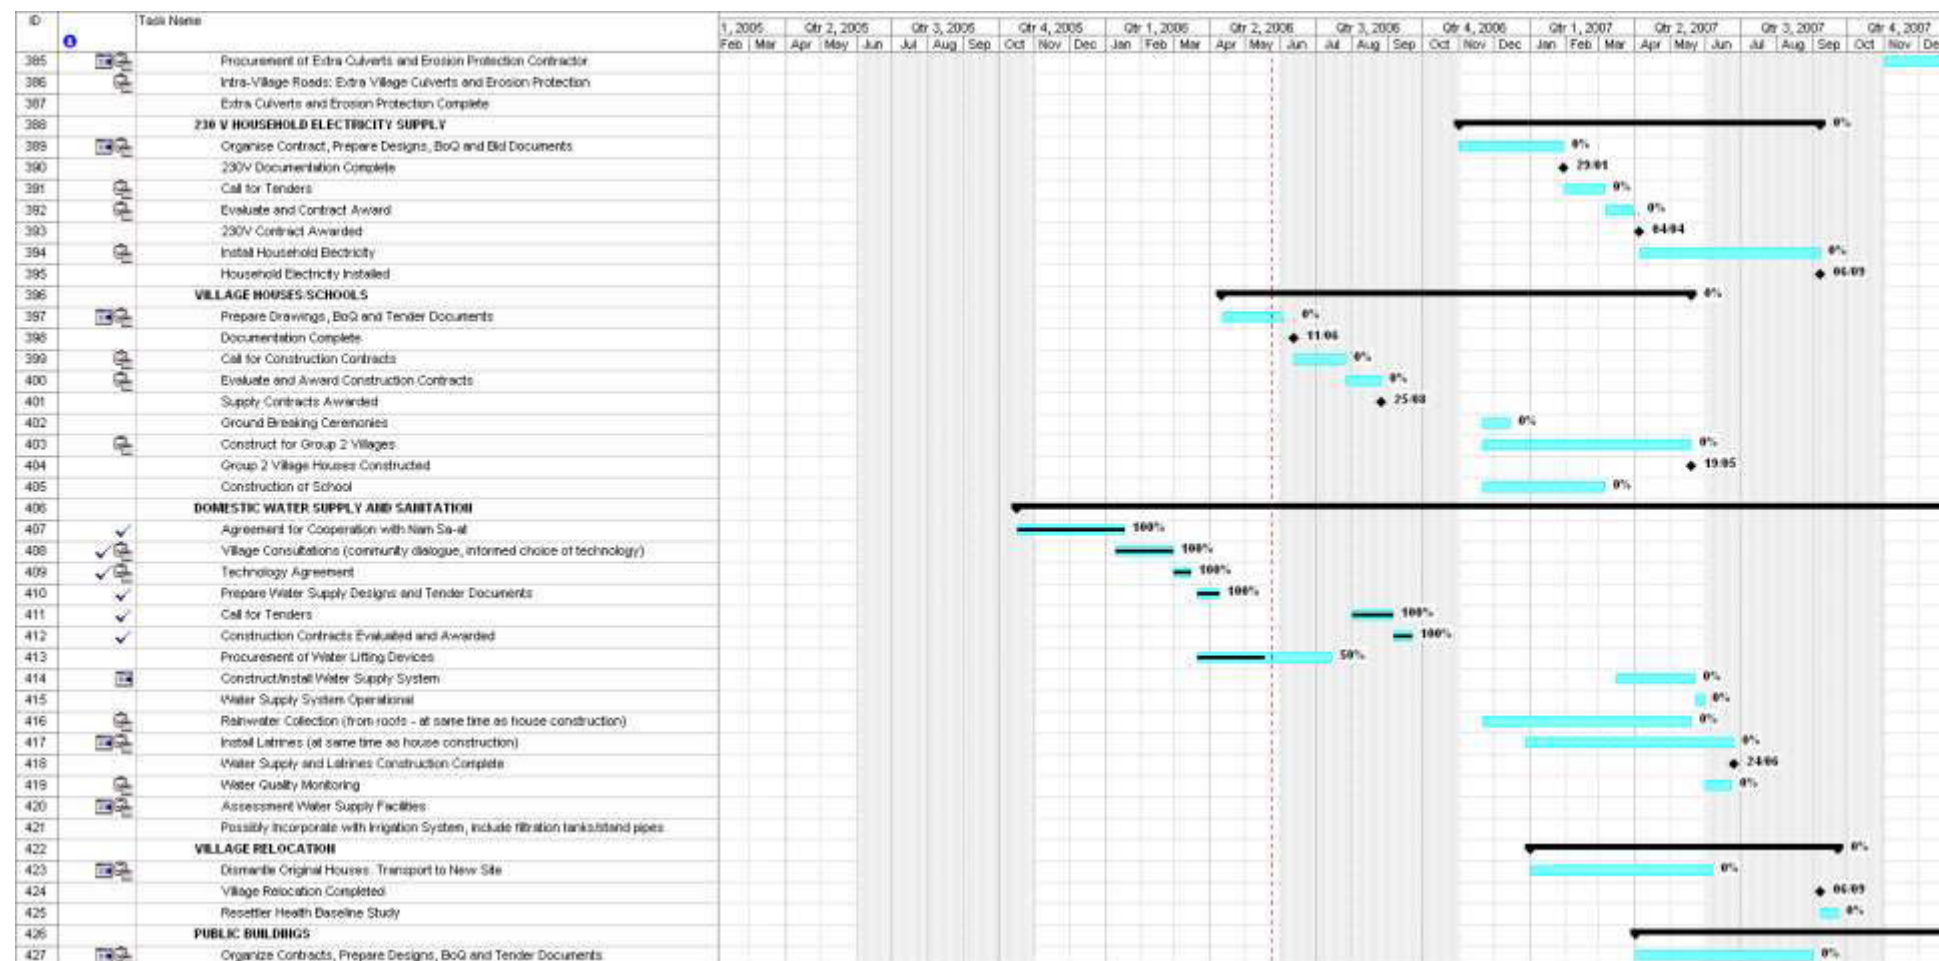 ID Task Name 1, 2005 Qtr 2, 2005 Qtr 3, 2005 Qtr 4, 2005 Qtr 1, 2006 Qtr 2, 2006 Qtr 3, 2006 Qtr 4, 2006 Qtr 1, 2007 Qtr 2, 2007 Qtr 3, 2007 Qtr 4, 2007
Feb Mar Apr May Jun Jul Aug Sep Oct Nov Dec Jan Feb Mar Apr May Jun Jul Aug Sep Oct Nov Dec Jan Feb Mar Apr May Jun Jul Aug Sep Oct Nov De
385 Procurement of Extra Culverts and Erosion Protection Contractor
386 Intra-Village Roads: Extra Village Culverts and Erosion Protection
387 Extra Culverts and Erosion Protection Complete
388 230 V HOUSEHOLD ELECTRICITY SUPPLY 0%
389 Organise Contract, Prepare Designs, BoQ and Bid Documents 0%
390 230V Documentation Complete 29/01
391 Call for Tenders 0%
392 Evaluate and Contract Award 0%
393 230V Contract Awarded 04/04
394 Install Household Electricity 0%
395 Household Electricity Installed 06/09
396 VILLAGE HOUSES/SCHOOLS 0%
397 Prepare Drawings, BoQ and Tender Documents 0%
398 Documentation Complete 11/06
399 Call for Construction Contracts 0%
400 Evaluate and Award Construction Contracts 0%
401 Supply Contracts Awarded 25/08
402 Ground Breaking Ceremonies 0%
403 Construct for Group 2 Villages 0%
404 Group 2 Village Houses Constructed 19/05
405 Construction of School 0%
406 DOMESTIC WATER SUPPLY AND SANITATION
407 Agreement for Cooperation with Nam Sa-at 100%
408 Village Consultations (community dialogue, informed choice of technology) 100%
409 Technology Agreement 100%
410 Prepare Water Supply Designs and Tender Documents 100%
411 Call for Tenders 100%
412 Construction Contracts Evaluated and Awarded 100%
413 Procurement of Water Lifting Devices 50%
414 Construct/Install Water Supply System 0%
415 Water Supply System Operational 0%
416 Rainwater Collection (from roofs - at same time as house construction) 0%
417 Install Latrines (at same time as house construction) 0%
418 Water Supply and Latrines Construction Complete 24/06
419 Water Quality Monitoring 0%
420 Assessment Water Supply Facilities
421 Possibly Incorporate with Irrigation System, include filtration tanks/stand pipes
422 VILLAGE RELOCATION 0%
423 Dismantle Original Houses. Transport to New Site 0%
424 Village Relocation Completed 06/09
425 Resettler Health Baseline Study 0%
426 PUBLIC BUILDINGS
427 Organize Contracts, Prepare Designs, BoQ and Tender Documents 0%